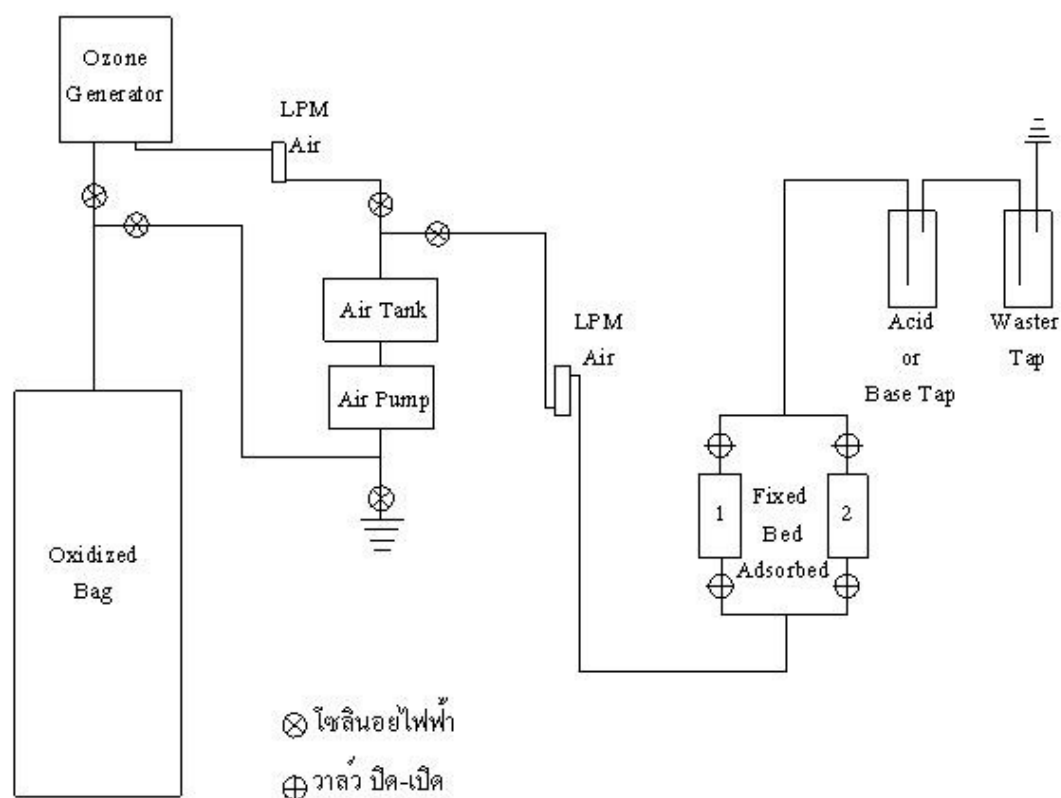 Ozone
Generator
LPM
Air
Air Tank
Air Pump
LPM
Air
Acid
or
Base Tap
Waster
Tap
Fixed
Bed
Adsorbed
1
2
Oxidized
Bag
โซลินอยไฟฟ้า
วาล์ว ปิด-เปิด